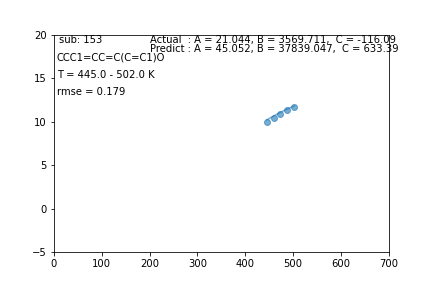 sub: 153
Actual : A = 21.044, B = 3569.711, C = -116.09
Predict : A = 45.052, B = 37839.047, C = 633.39
CCC1=CC=C(C=C1)O
T = 445.0 - 502.0 K
rmse = 0.179
20
15
10
5
0
−5
0 100 200 300 400 500 600 700